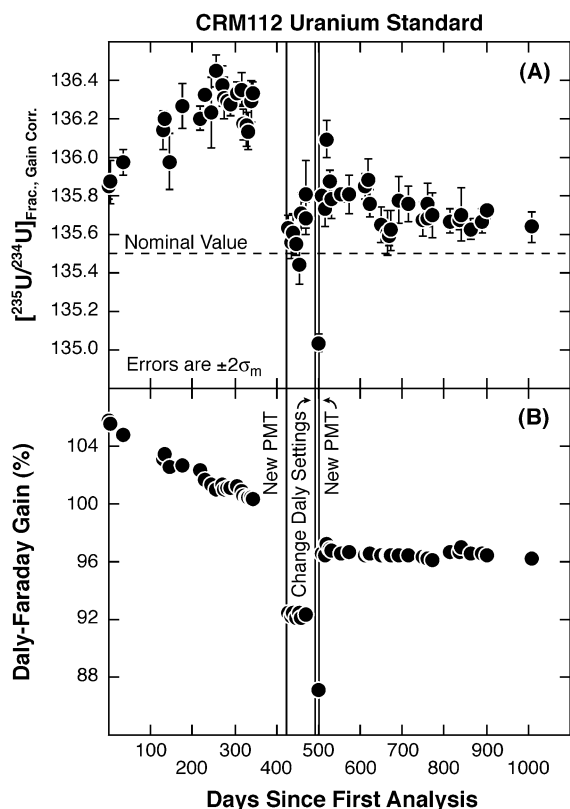 CRM112 Uranium Standard
(A)
136.4
136.2
136.0
135.8
135.6
135.4
135.2
135.0
[²³⁵U/²³⁴U]Frac., Gain Corr.
Nominal Value
Errors are ±2σm
(B)
104
100
96
92
88
Daly-Faraday Gain (%)
New PMT
Change Daly Settings
New PMT
100 300 500 700 900
200 400 600 800 1000
Days Since First Analysis